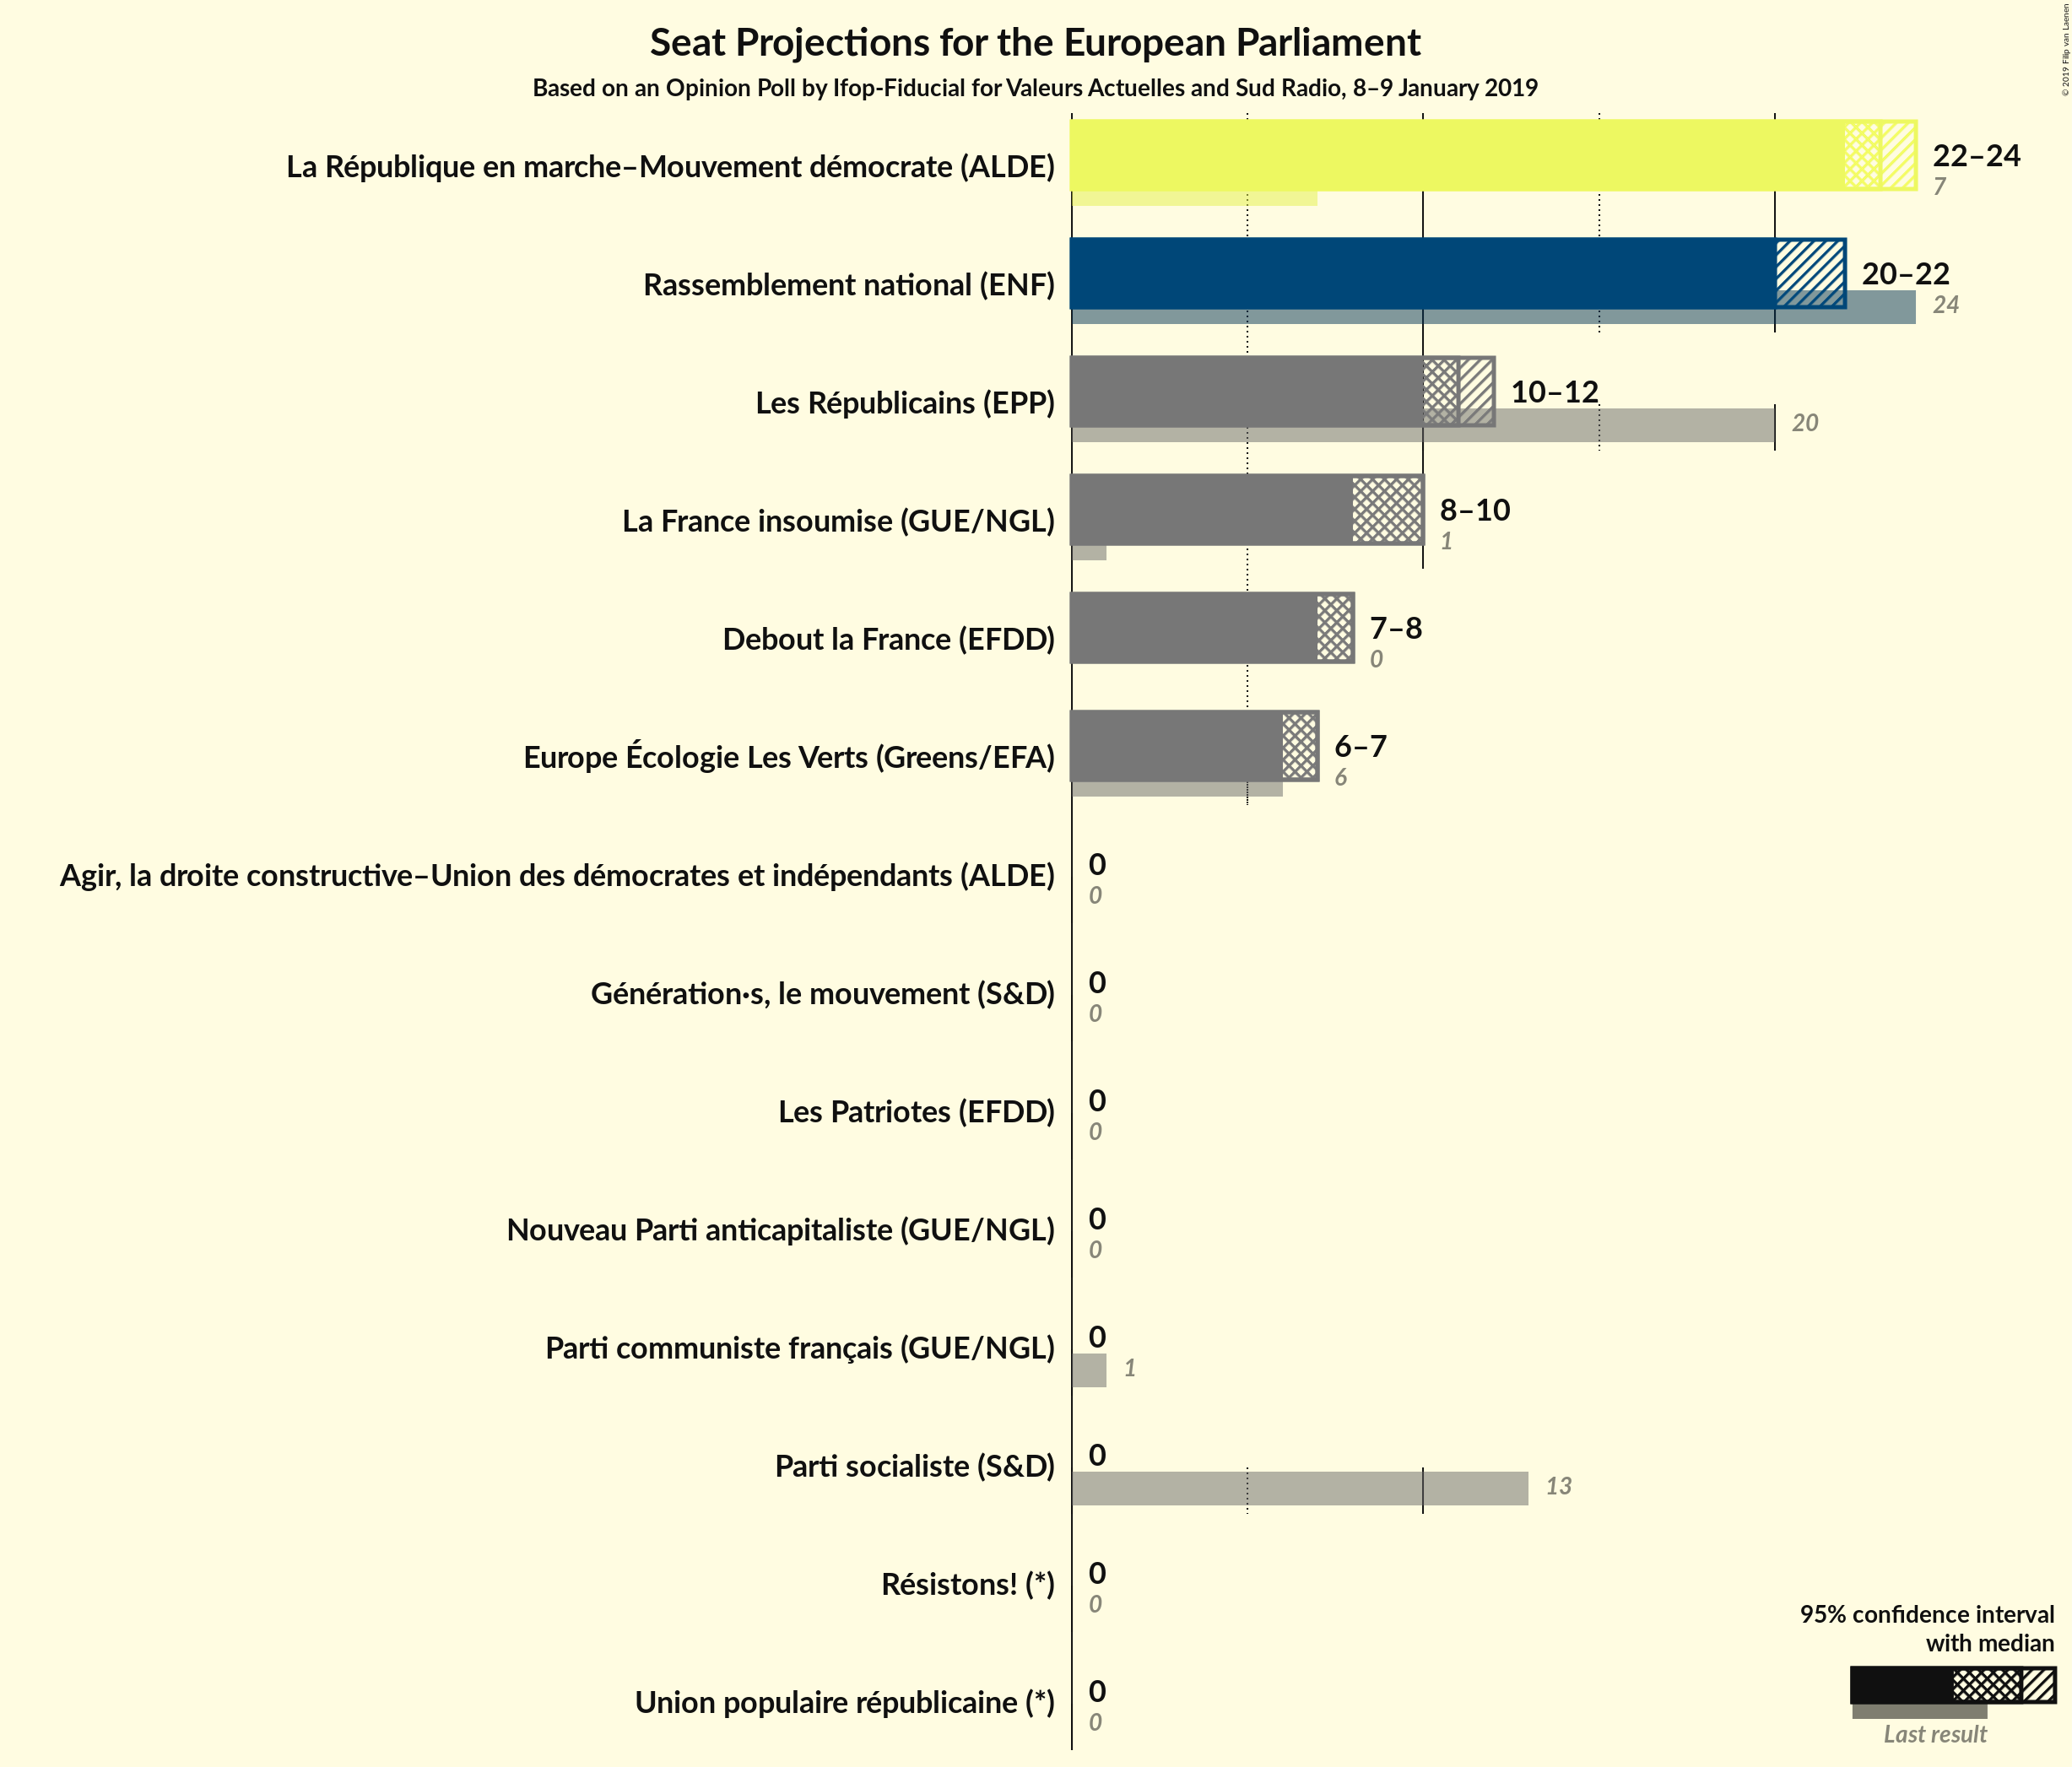 Seat Projections for the European Parliament
Based on an Opinion Poll by Ifop-Fiducial for Valeurs Actuelles and Sud Radio, 8–9 January 2019
© 2019 Filip van Laenen
La République en marche–Mouvement démocrate (ALDE)
22–24
7
Rassemblement national (ENF)
20–22
24
Les Républicains (EPP)
10–12
20
La France insoumise (GUE/NGL)
8–10
1
Debout la France (EFDD)
7–8
0
Europe Écologie Les Verts (Greens/EFA)
6–7
6
Agir, la droite constructive–Union des démocrates et indépendants (ALDE)
0
0
Génération·s, le mouvement (S&D)
0
0
Les Patriotes (EFDD)
0
0
Nouveau Parti anticapitaliste (GUE/NGL)
0
0
Parti communiste français (GUE/NGL)
0
1
Parti socialiste (S&D)
0
13
Résistons! (*)
0
0
Union populaire républicaine (*)
0
0
95% confidence interval
with median
Last result